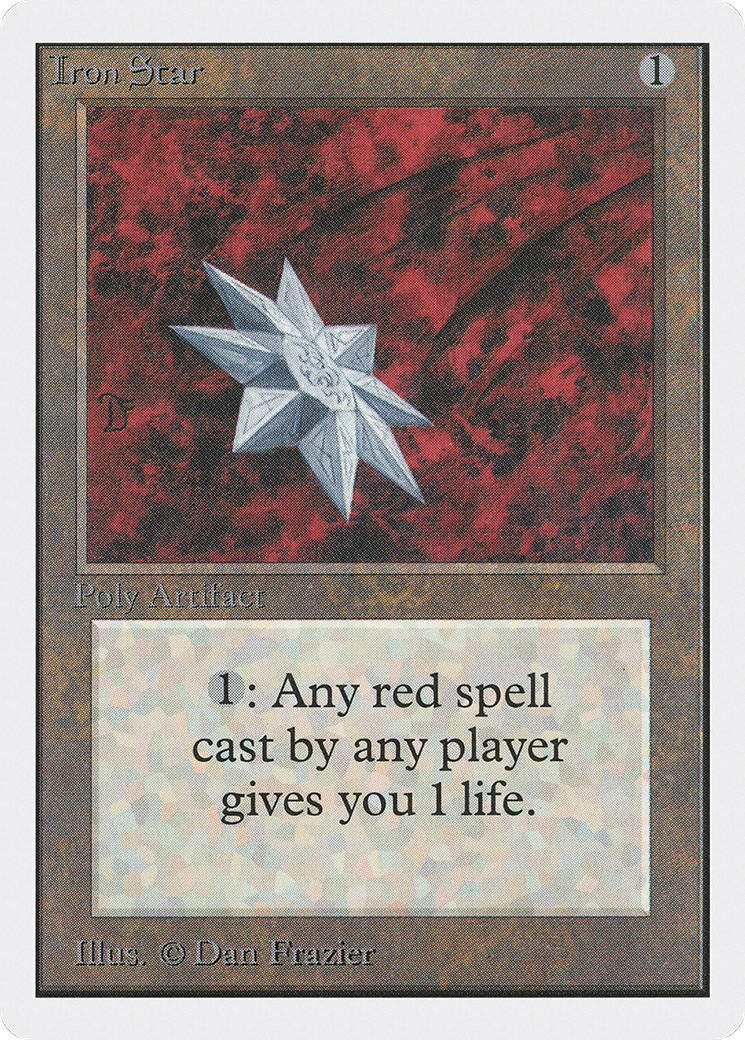 Iron Star 1
DF
Poly Artifact
1: Any red spell
cast by any player
gives you 1 life.
Illus. © Dan Frazier